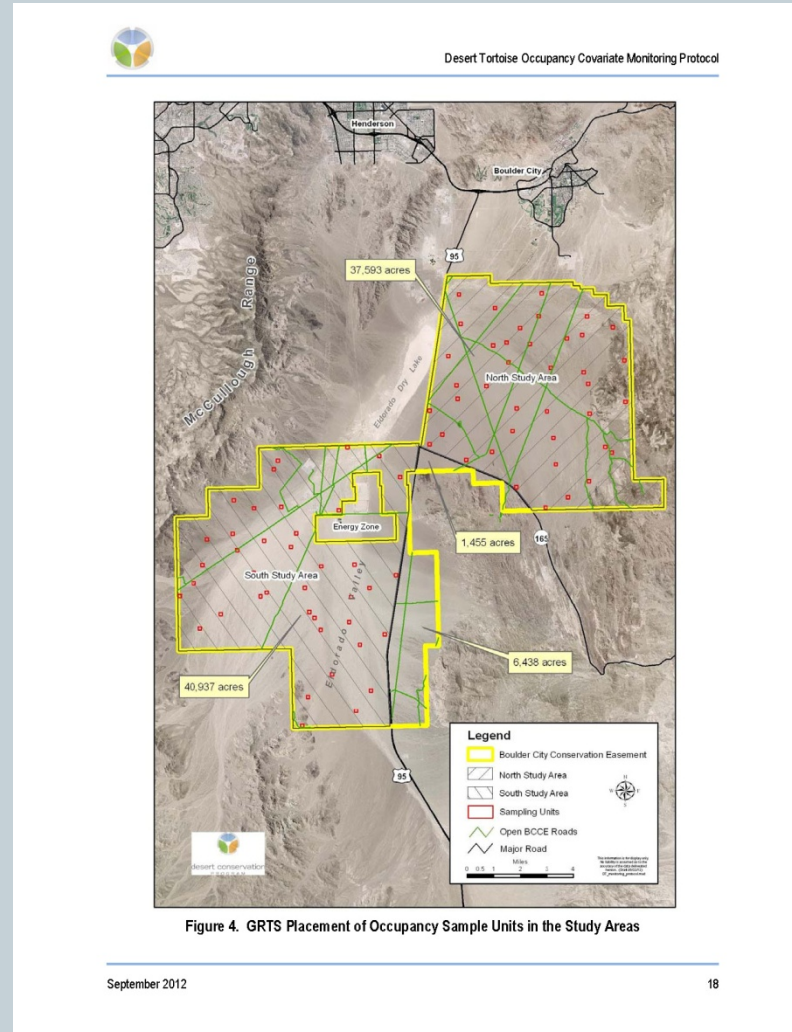 Desert Tortoise Occupancy Covariate Monitoring Protocol
Henderson
Boulder City
95
37,593 acres
McCullough Range
Eldorado Dry Lake
North Study Area
Energy Zone
1,455 acres
165
South Study Area
Eldorado Valley
6,438 acres
40,937 acres
95
Legend
Boulder City Conservation Easement
North Study Area
South Study Area
Sampling Units
Open BCCE Roads
Major Road
N
W E
S
Miles
0 0.5 1 2 3 4
desert conservation
PROGRAM
Figure 4. GRTS Placement of Occupancy Sample Units in the Study Areas
September 2012
18